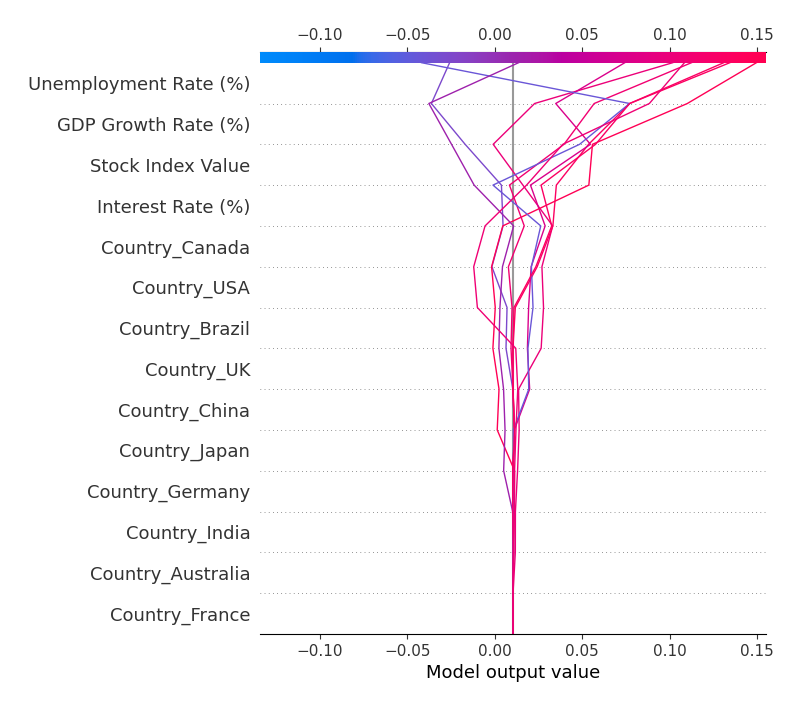 −0.10 −0.05 0.00 0.05 0.10 0.15
Unemployment Rate (%)
GDP Growth Rate (%)
Stock Index Value
Interest Rate (%)
Country_Canada
Country_USA
Country_Brazil
Country_UK
Country_China
Country_Japan
Country_Germany
Country_India
Country_Australia
Country_France
−0.10 −0.05 0.00 0.05 0.10 0.15
Model output value